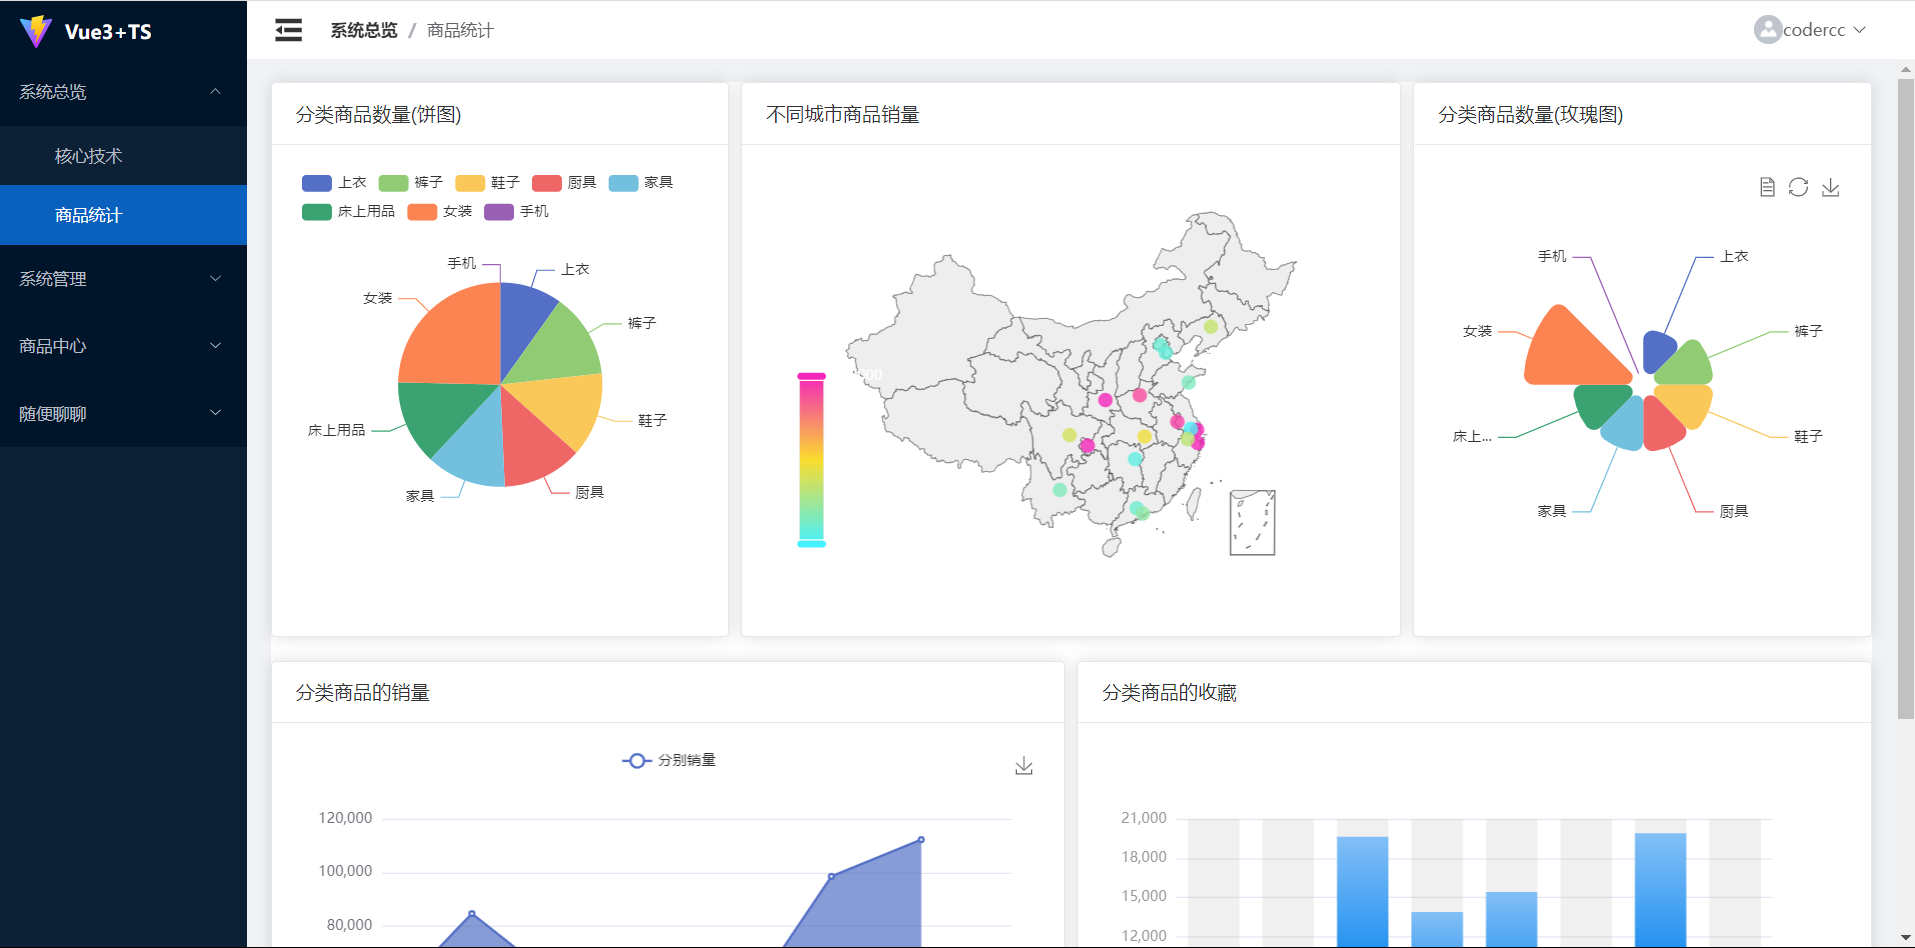 Vue3+TS
系统总览
核心技术
商品统计
系统管理
商品中心
随便聊聊
系统总览 / 商品统计
codercc
分类商品数量(饼图)
上衣 裤子 鞋子 厨具 家具
床上用品 女装 手机
手机
上衣
女装
裤子
鞋子
床上用品
家具
厨具
不同城市商品销量
分类商品数量(玫瑰图)
手机
上衣
女装
裤子
床上...
鞋子
家具
厨具
分类商品的销量
分别销量
120,000
100,000
80,000
分类商品的收藏
21,000
18,000
15,000
12,000